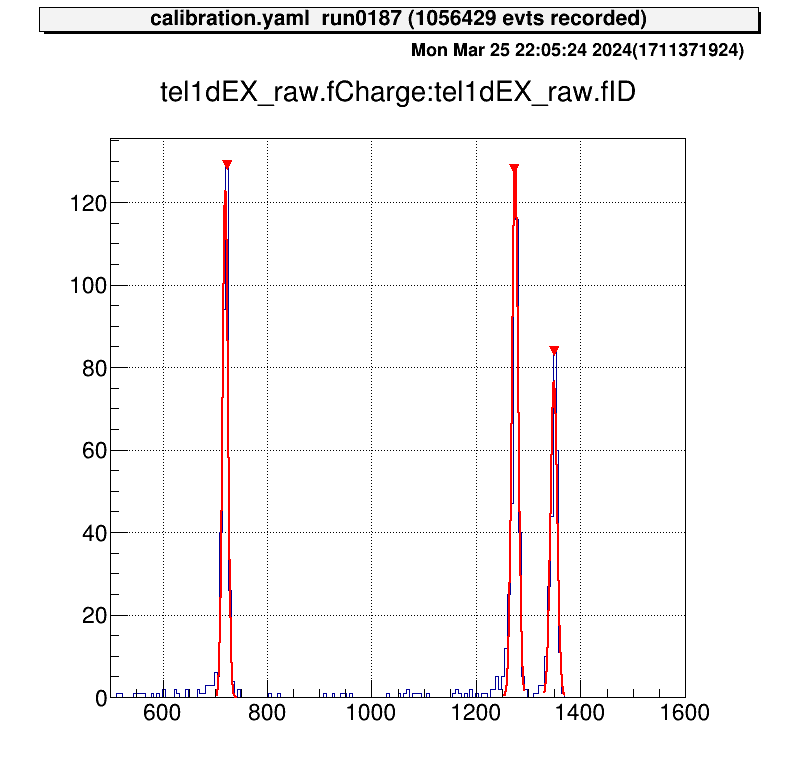 calibration.yaml run0187 (1056429 evts recorded)
Mon Mar 25 22:05:24 2024(1711371924)
tel1dEX_raw.fCharge:tel1dEX_raw.fID
120
100
80
60
40
20
0
600 800 1000 1200 1400 1600